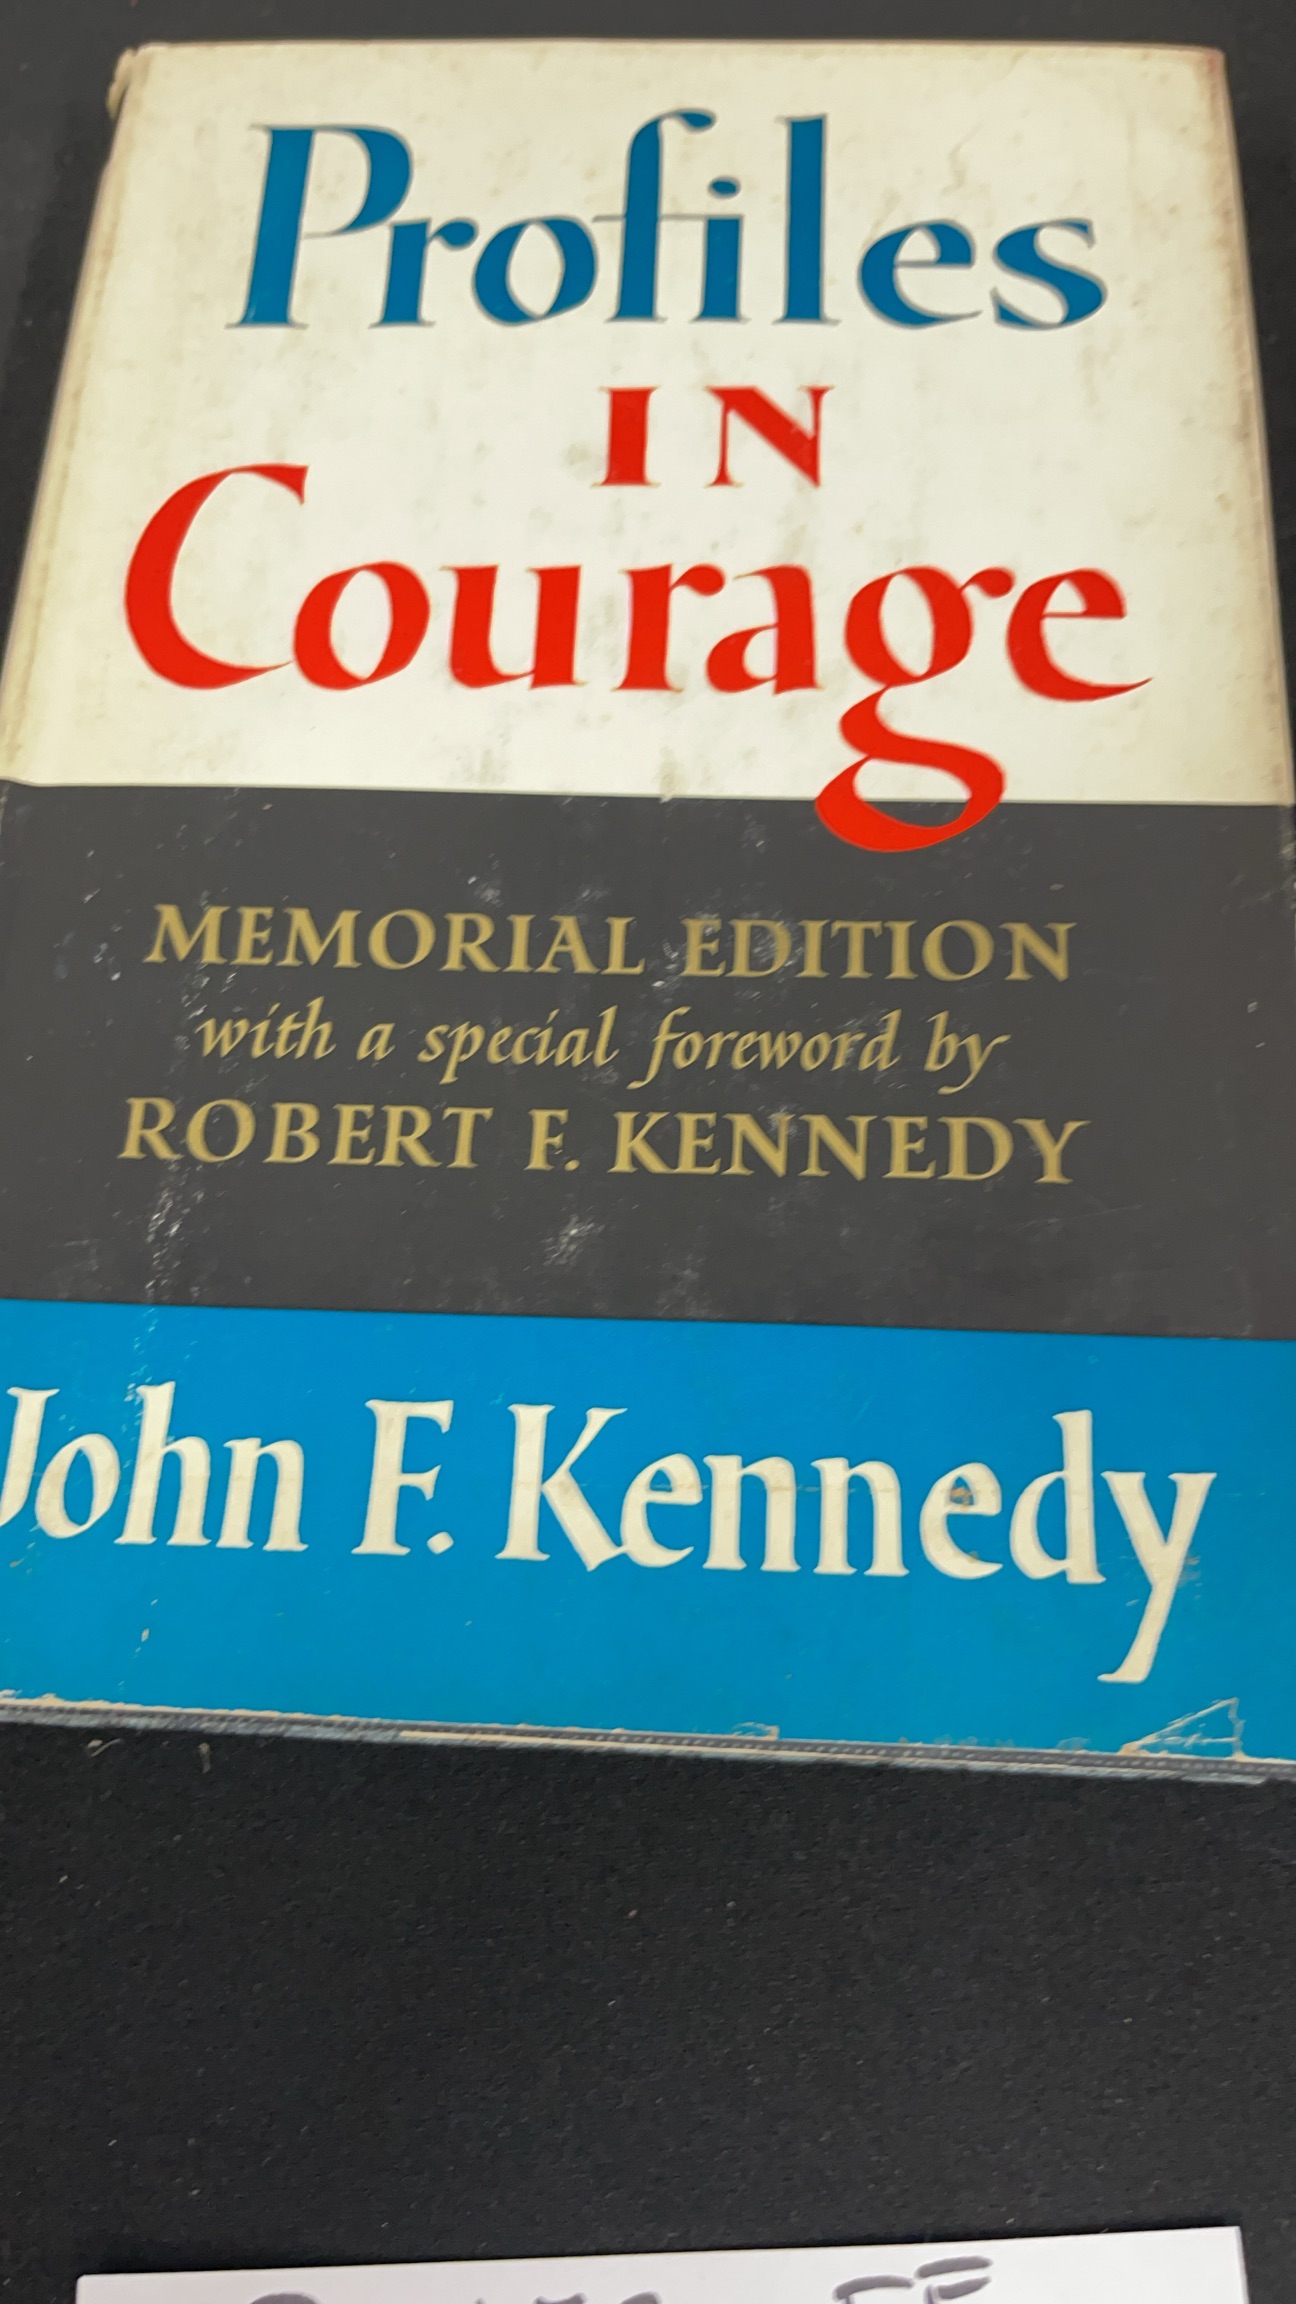 Profiles
IN
Courage
MEMORIAL EDITION
with a special foreword by
ROBERT F. KENNEDY
John F. Kennedy